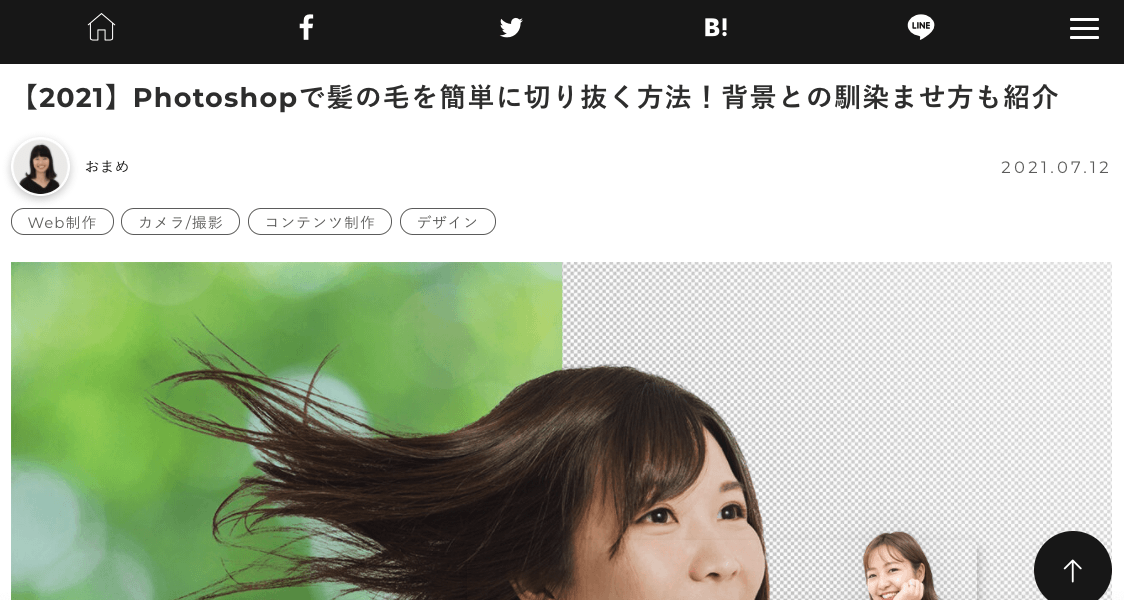 B!
LINE
【2021】Photoshopで髪の毛を簡単に切り抜く方法！背景との馴染ませ方も紹介
おまめ
2021.07.12
Web制作 カメラ/撮影 コンテンツ制作 デザイン